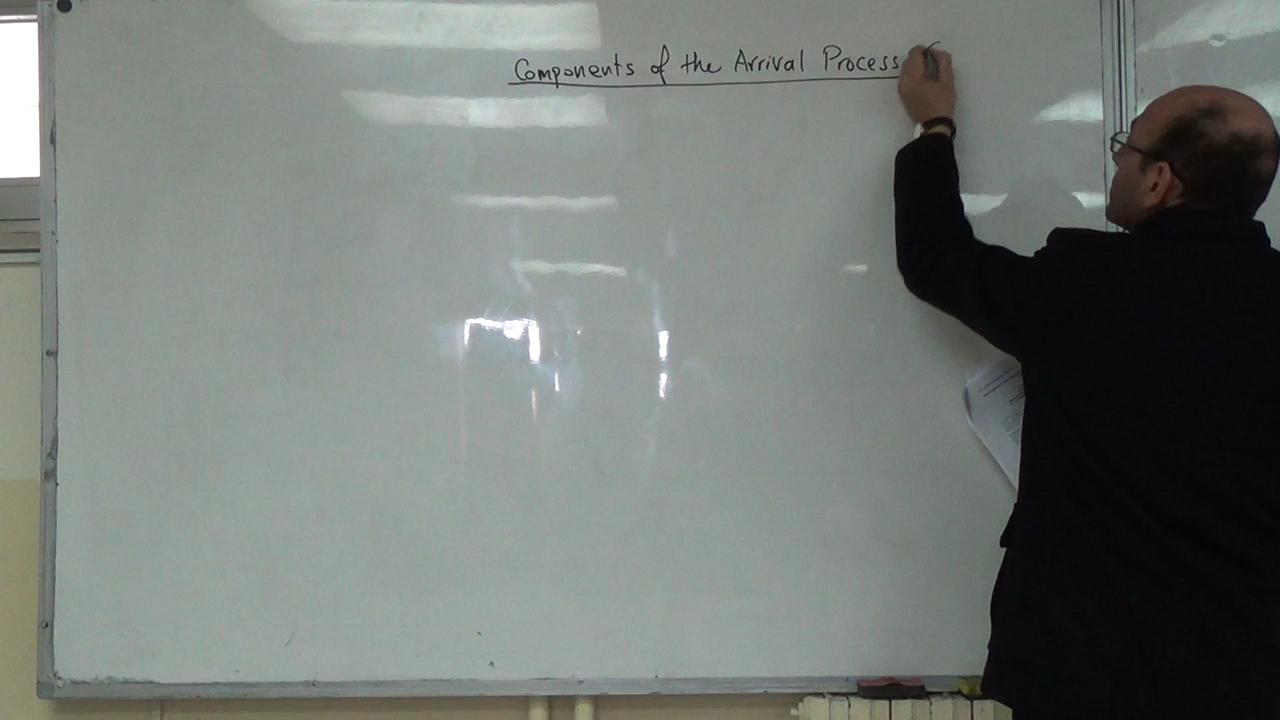 Components of the Arrival Process